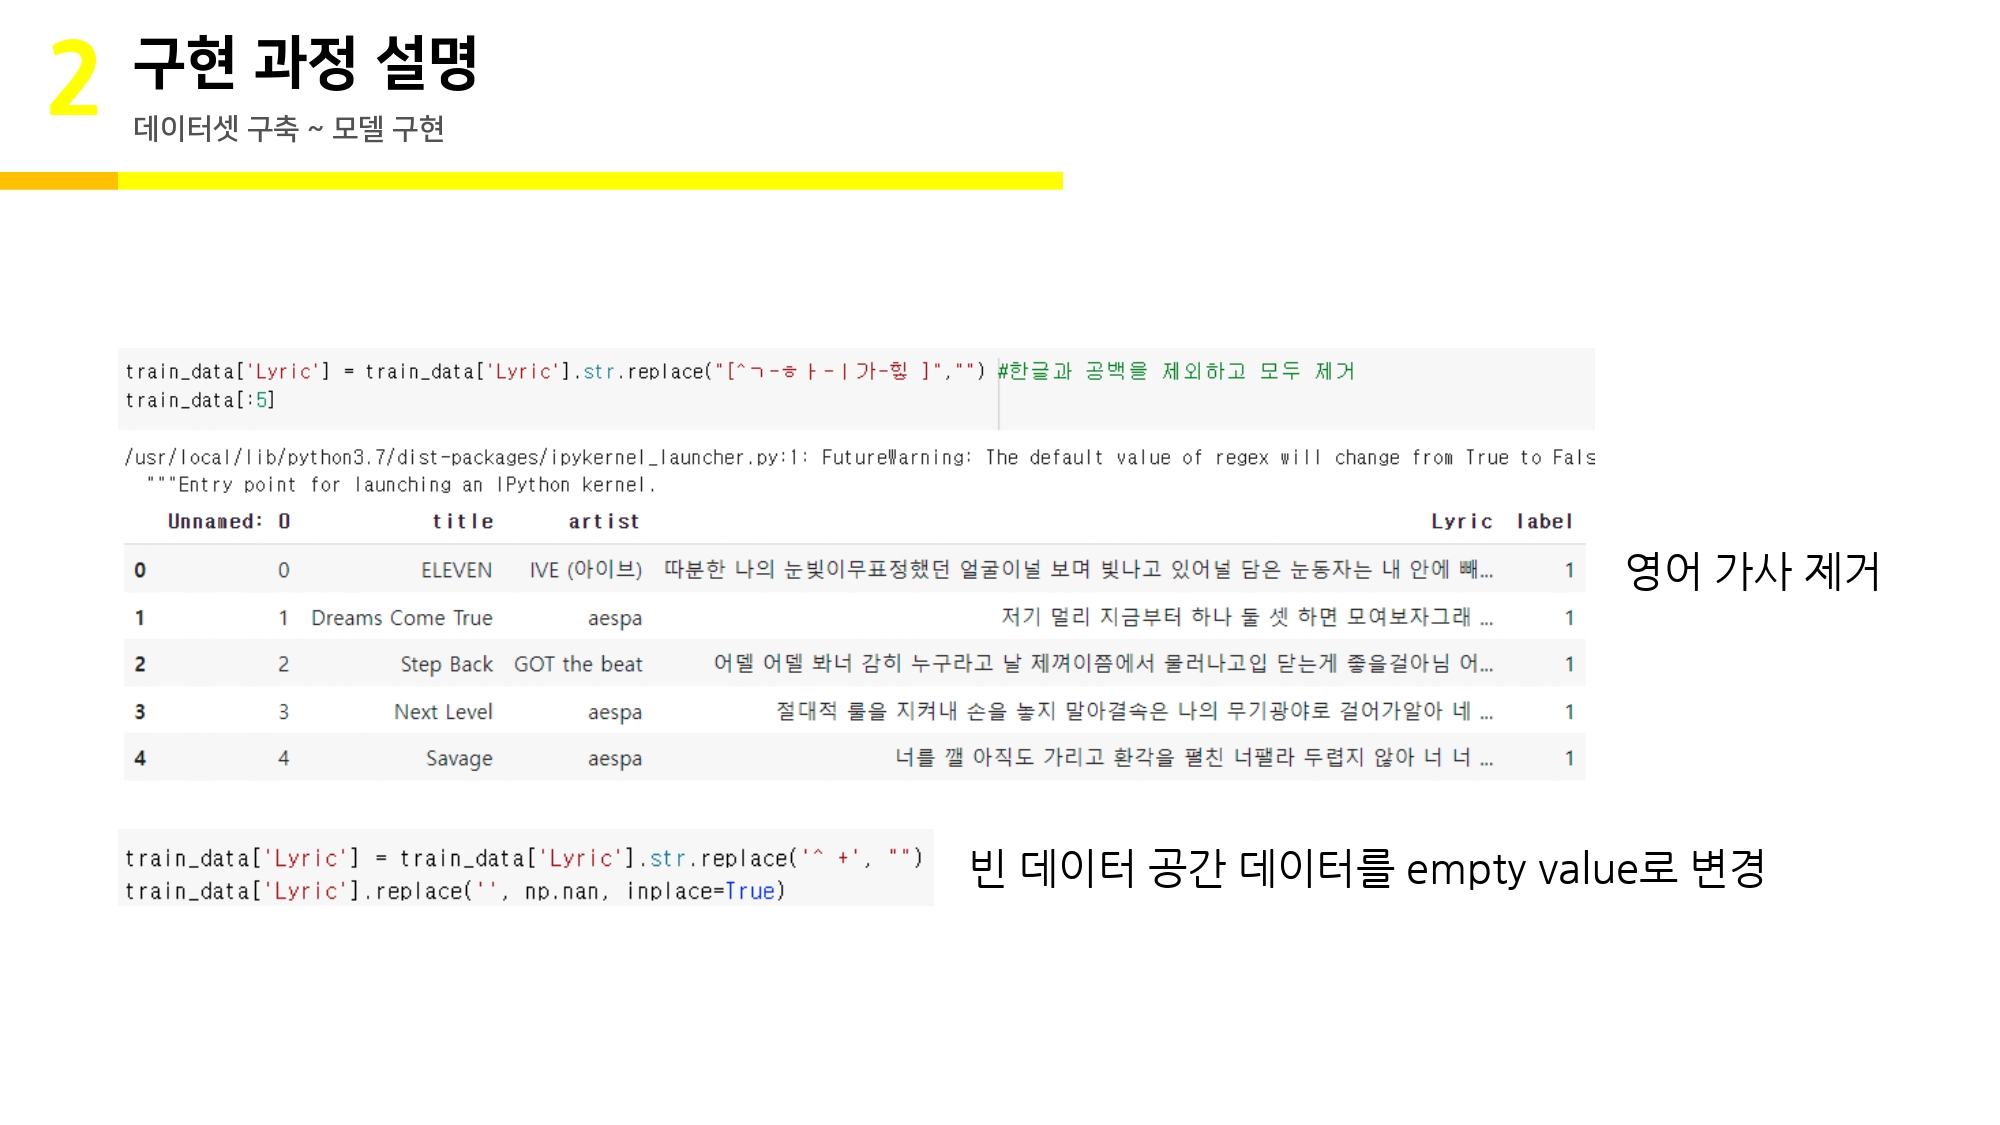 2
구현 과정 설명
데이터셋 구축 ~ 모델 구현
train_data['Lyric'] = train_data['Lyric'].str.replace("[^ㄱ-ㅎㅏ-ㅣ가-힣 ]","") #한글과 공백을 제외하고 모두 제거
train_data[:5]
/usr/local/lib/python3.7/dist-packages/ipykernel_launcher.py:1: FutureWarning: The default value of regex will change from True to Fals
"""Entry point for launching an IPython kernel.
Unnamed: 0 title artist Lyric label
0 0 ELEVEN IVE (아이브) 따분한 나의 눈빛이무표정했던 얼굴이널 보며 빛나고 있어널 담은 눈동자는 내 안에 빼... 1
1 1 Dreams Come True aespa 저기 멀리 지금부터 하나 둘 셋 하면 모여보자그래 ... 1
2 2 Step Back GOT the beat 어델 어델 봐너 감히 누구라고 날 제껴이쯤에서 물러나고입 닫는게 좋을걸아님 어... 1
3 3 Next Level aespa 절대적 룰을 지켜내 손을 놓지 말아결속은 나의 무기광야로 걸어가알아 네 ... 1
4 4 Savage aespa 너를 깰 아직도 가리고 환각을 펼친 너팰라 두렵지 않아 너 너 ... 1
영어 가사 제거
train_data['Lyric'] = train_data['Lyric'].str.replace('^ +', "")
train_data['Lyric'].replace('', np.nan, inplace=True)
빈 데이터 공간 데이터를 empty value로 변경